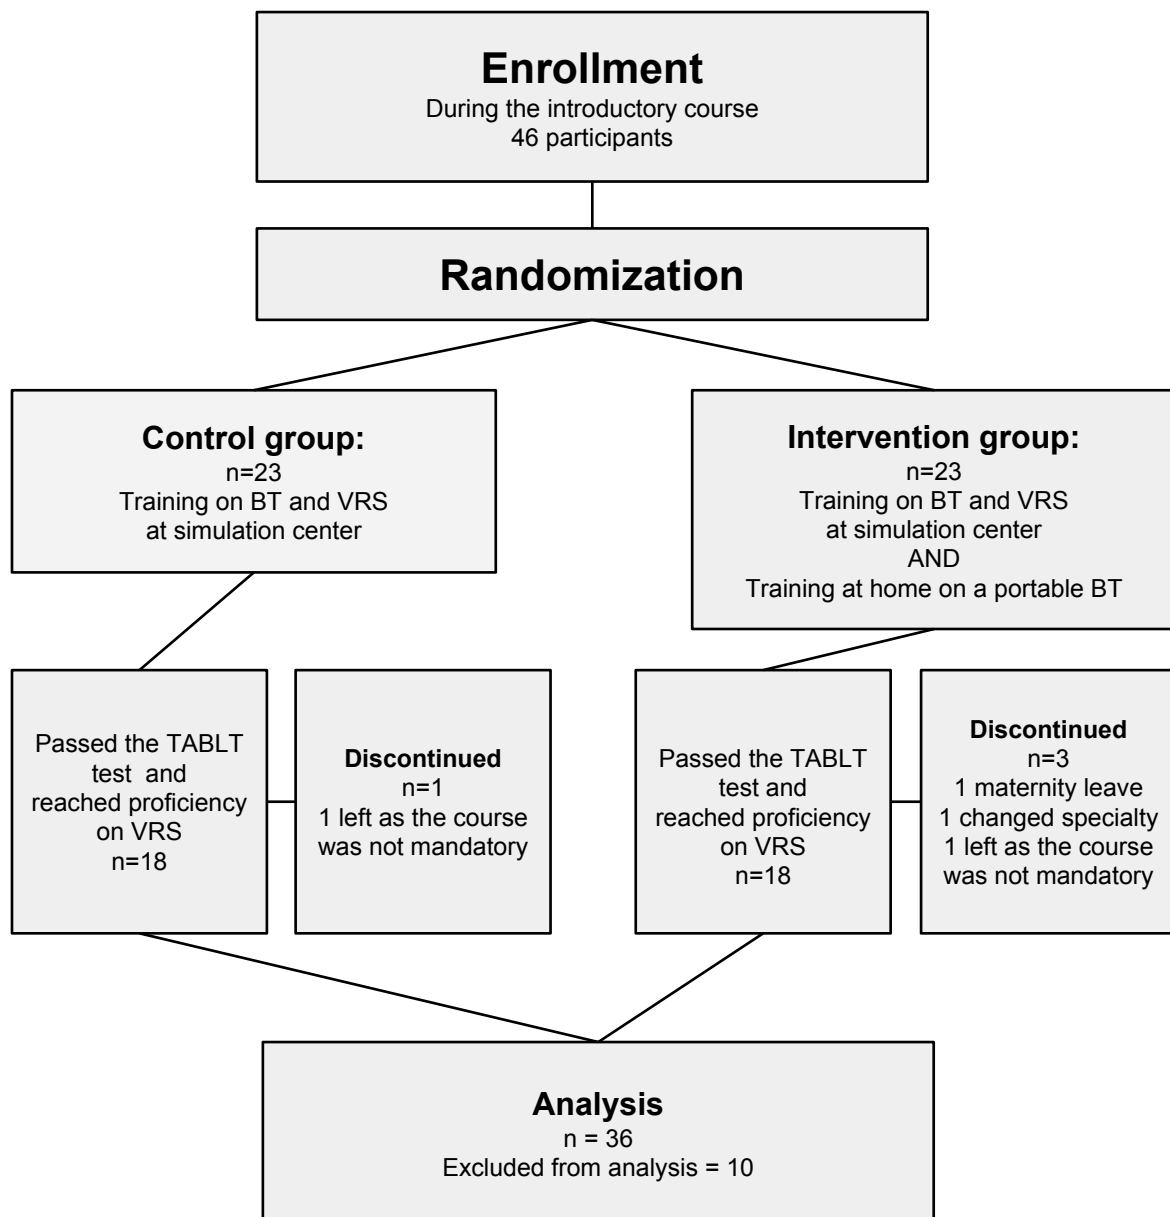 Enrollment
During the introductory course
46 participants
Randomization
Control group:
n=23
Training on BT and VRS
at simulation center
Intervention group:
n=23
Training on BT and VRS
at simulation center
AND
Training at home on a portable BT
Passed the TABLT
test and
reached proficiency
on VRS
n=18
Discontinued
n=1
1 left as the course
was not mandatory
Passed the TABLT
test and
reached proficiency
on VRS
n=18
Discontinued
n=3
1 maternity leave
1 changed specialty
1 left as the course
was not mandatory
Analysis
n = 36
Excluded from analysis = 10